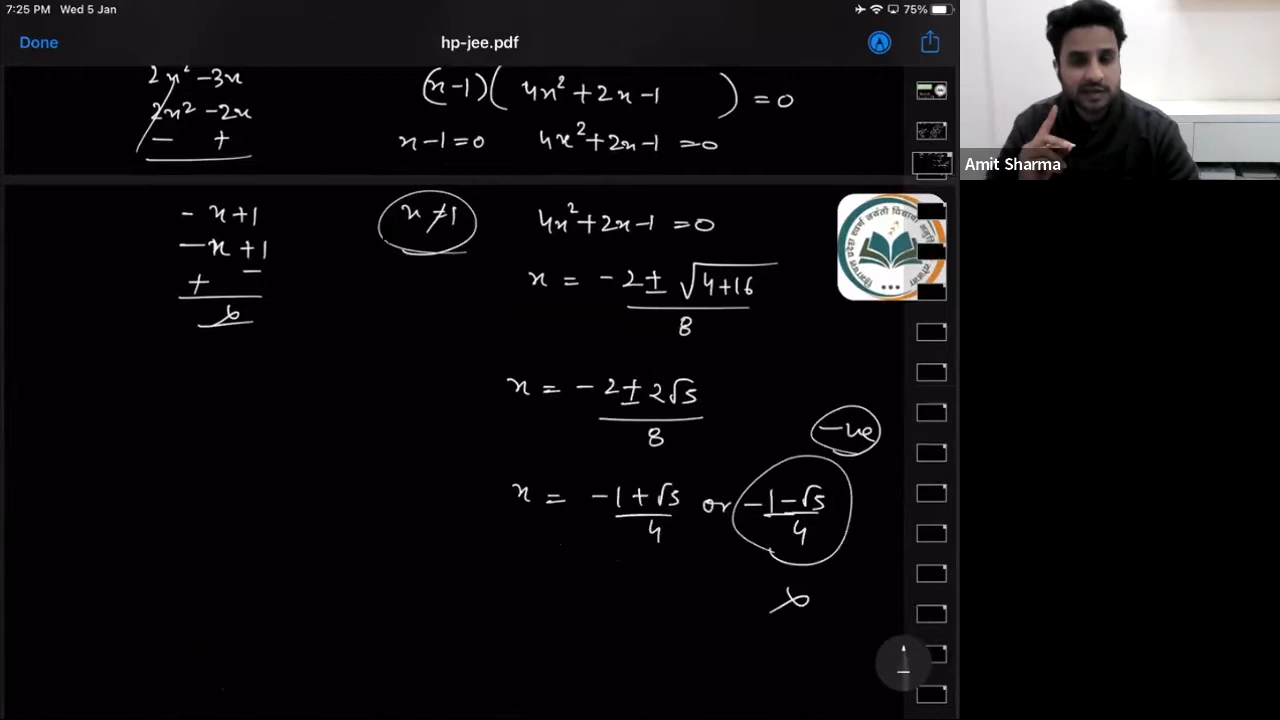 7:25 PM Wed 5 Jan
75%
Done
hp-jee.pdf
2x² -3x
2x² -2x
- +
(x-1)( 4x²+2x-1 ) = 0
x-1=0 4x²+2x-1 =0
Amit Sharma
- x+1
- x +1
+ -
0
x ≠ 1
4x²+2x-1 =0
x = -2 ± √4+16
8
x = -2 ± 2√5
8
-ve
x = -1+√5 or -1-√5
4 4